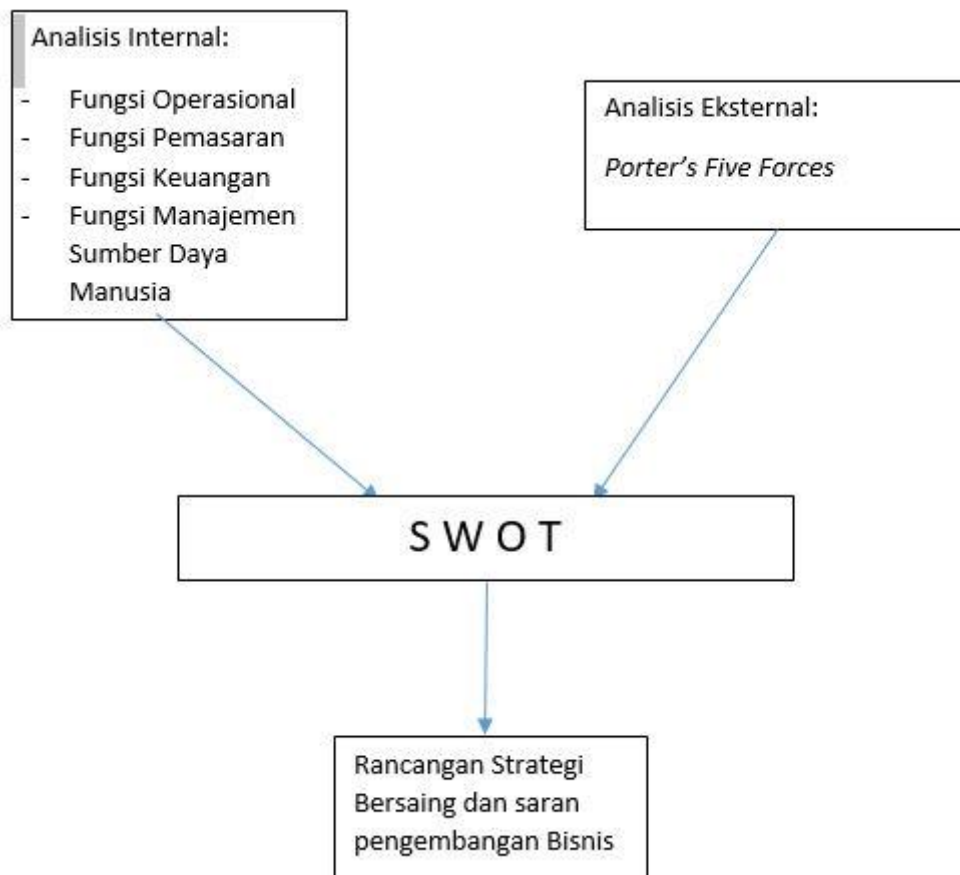 Analisis Internal:
- Fungsi Operasional
- Fungsi Pemasaran
- Fungsi Keuangan
- Fungsi Manajemen
Sumber Daya
Manusia
Analisis Eksternal:
Porter’s Five Forces
S W O T
Rancangan Strategi
Bersaing dan saran
pengembangan Bisnis